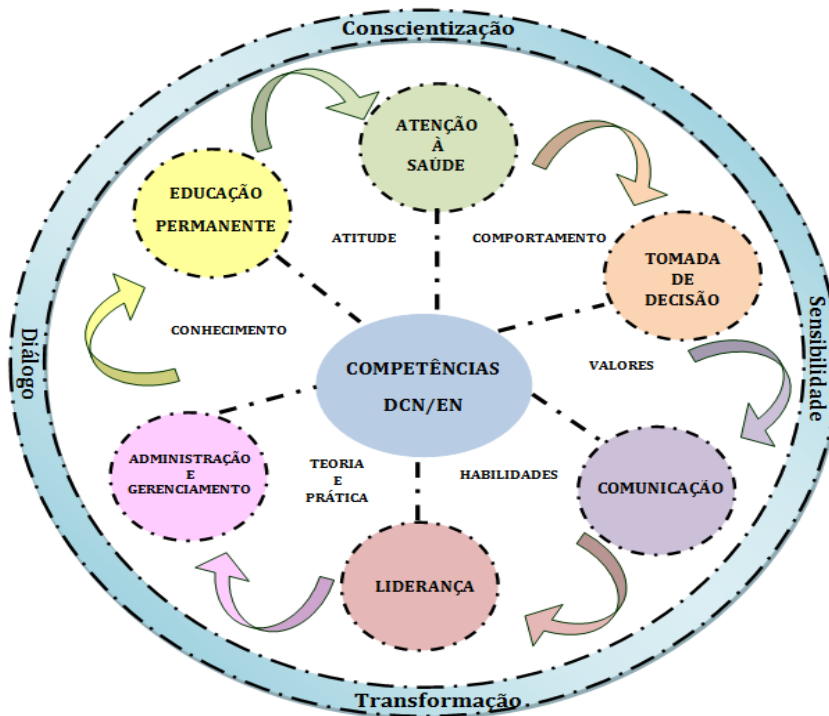 Conscientização
ATENÇÃO
À
SAÚDE
EDUCAÇÃO
PERMANENTE
ATITUDE
COMPORTAMENTO
TOMADA
DE
DECISÃO
Sensibilidade
Diálogo
CONHECIMENTO
VALORES
COMPETÊNCIAS
DCN/EN
ADMINISTRAÇÃO
E
GERENCIAMENTO
TEORIA
E
PRÁTICA
HABILIDADES
COMUNICAÇÃO
LIDERANÇA
Transformação